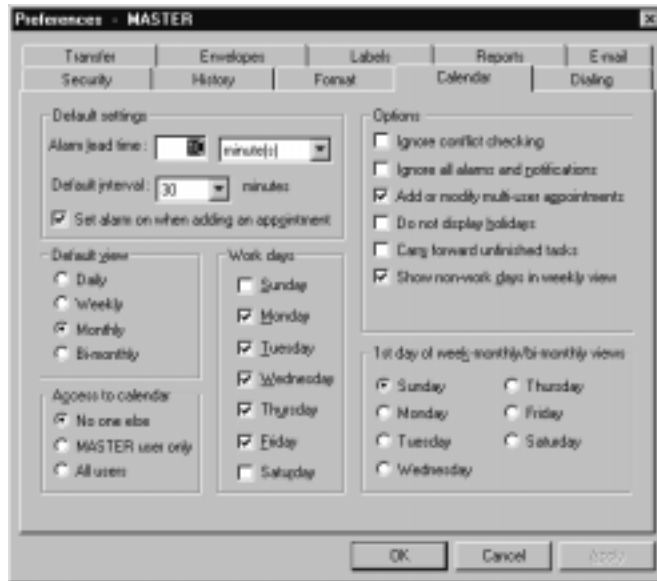 Preferences - MASTER
Transfer Envelopes Labels Reports E-mail
Security History Format Calendar Dialing
Default settings
Alarm lead time: minute(s)
Default interval: 30 minutes
Set alarm on when adding an appointment
Default view
Daily
Weekly
Monthly
Bi-monthly
Access to calendar
No one else
MASTER user only
All users
Work days
Sunday
Monday
Tuesday
Wednesday
Thursday
Friday
Saturday
Options
Ignore conflict checking
Ignore all alarms and notifications
Add or modify multi-user appointments
Do not display holidays
Carry forward unfinished tasks
Show non-work days in weekly view
1st day of week-monthly/bi-monthly views
Sunday Thursday
Monday Friday
Tuesday Saturday
Wednesday
OK Cancel Apply